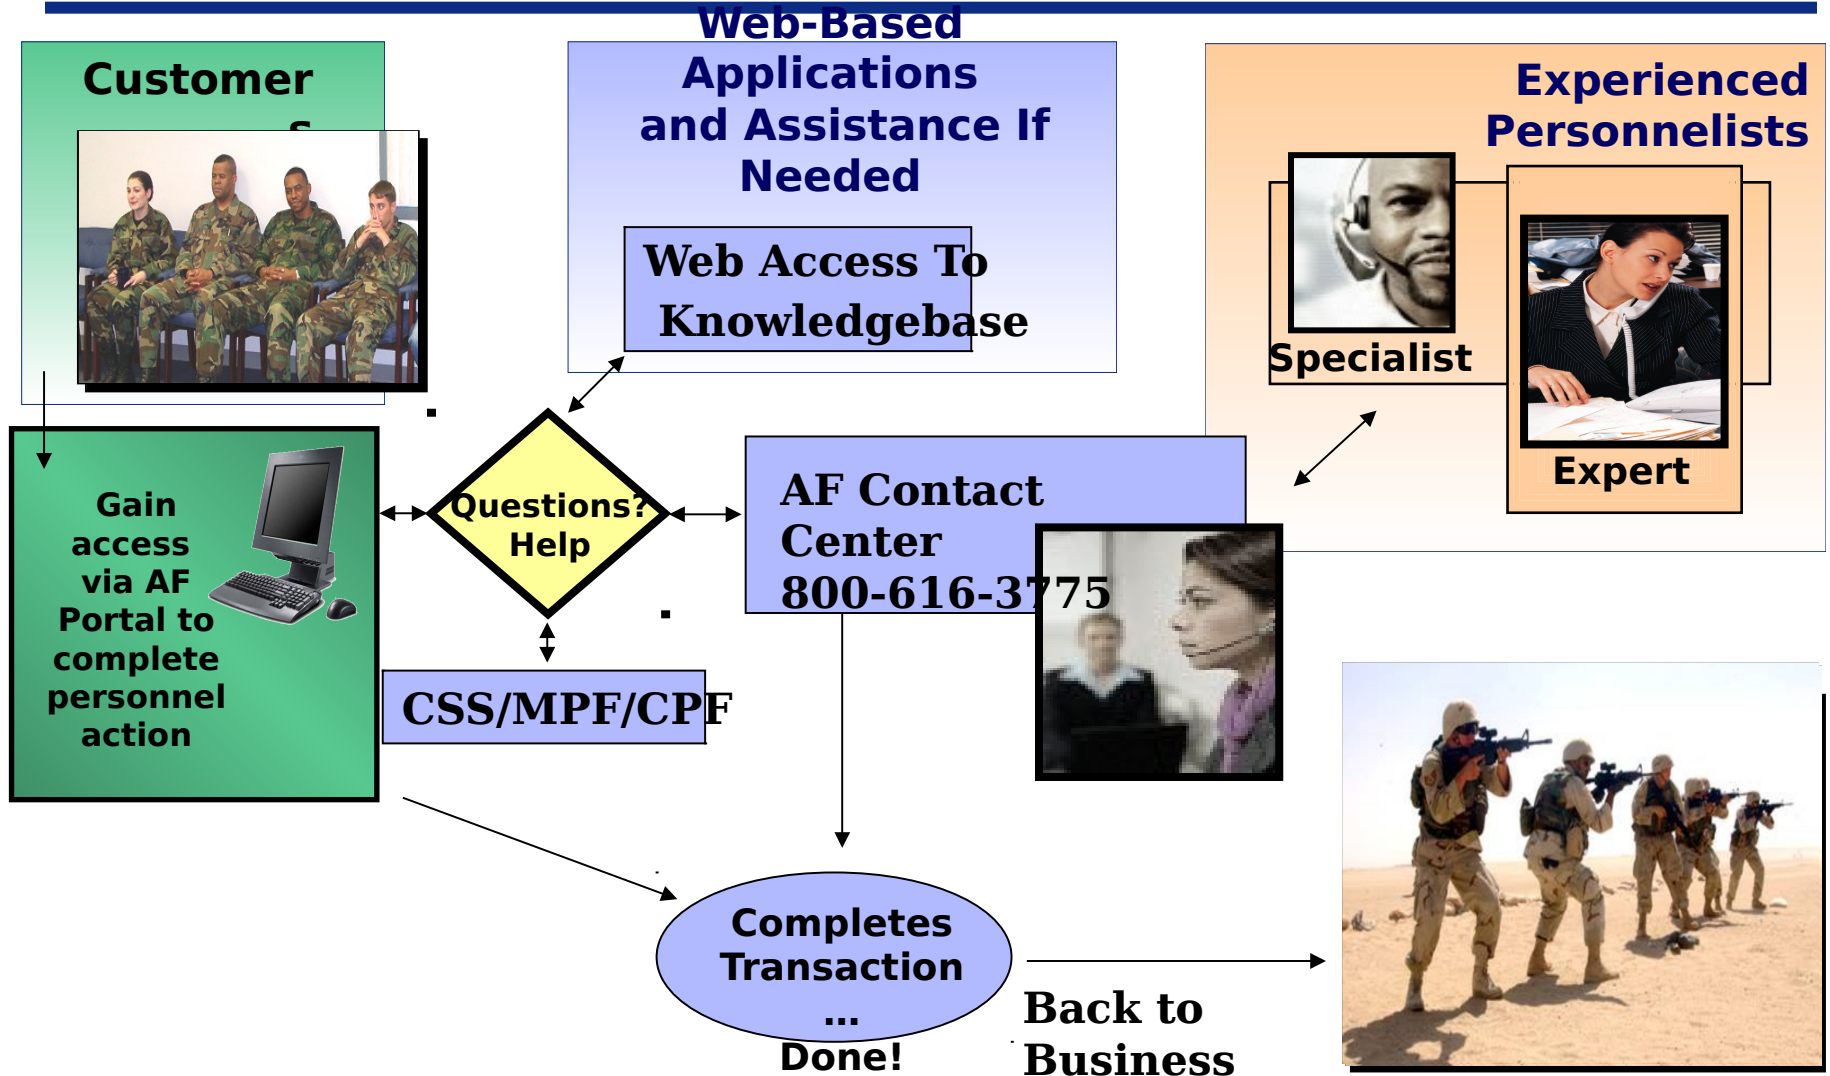 Customer
s
Web-Based
Applications
and Assistance If
Needed
Web Access To
Knowledgebase
Experienced
Personnelists
Specialist
Expert
Gain
access
via AF
Portal to
complete
personnel
action
Questions?
Help
AF Contact
Center
800-616-3775
CSS/MPF/CPF
Completes
Transaction
...
Done!
Back to
Business